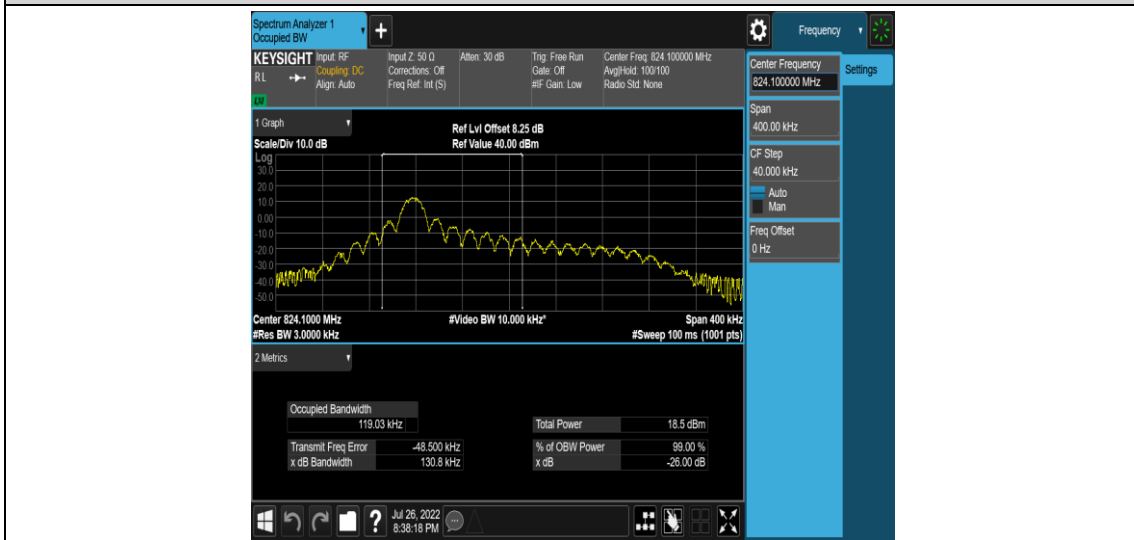 Spectrum Analyzer 1
Occupied BW
Frequency
KEYSIGHT
RL
LXI
Input: RF
Coupling: DC
Align: Auto
Input Z: 50 Ω
Corrections: Off
Freq Ref: Int (S)
Atten: 30 dB
Trig: Free Run
Gate: Off
#IF Gain: Low
Center Freq: 824.100000 MHz
Avg|Hold: 100/100
Radio Std: None
Center Frequency
824.100000 MHz
Settings
Span
400.00 kHz
CF Step
40.000 kHz
Auto
Man
Freq Offset
0 Hz
1 Graph
Ref Lvl Offset 8.25 dB
Scale/Div 10.0 dB
Ref Value 40.00 dBm
Log
30.0
20.0
10.0
0.00
-10.0
-20.0
-30.0
-40.0
-50.0
Center 824.1000 MHz
#Video BW 10.000 kHz*
Span 400 kHz
#Res BW 3.0000 kHz
#Sweep 100 ms (1001 pts)
2 Metrics
Occupied Bandwidth
119.03 kHz
Total Power 18.5 dBm
Transmit Freq Error -48.500 kHz
% of OBW Power 99.00 %
x dB Bandwidth 130.8 kHz
x dB -26.00 dB
?
Jul 26, 2022
8:38:18 PM